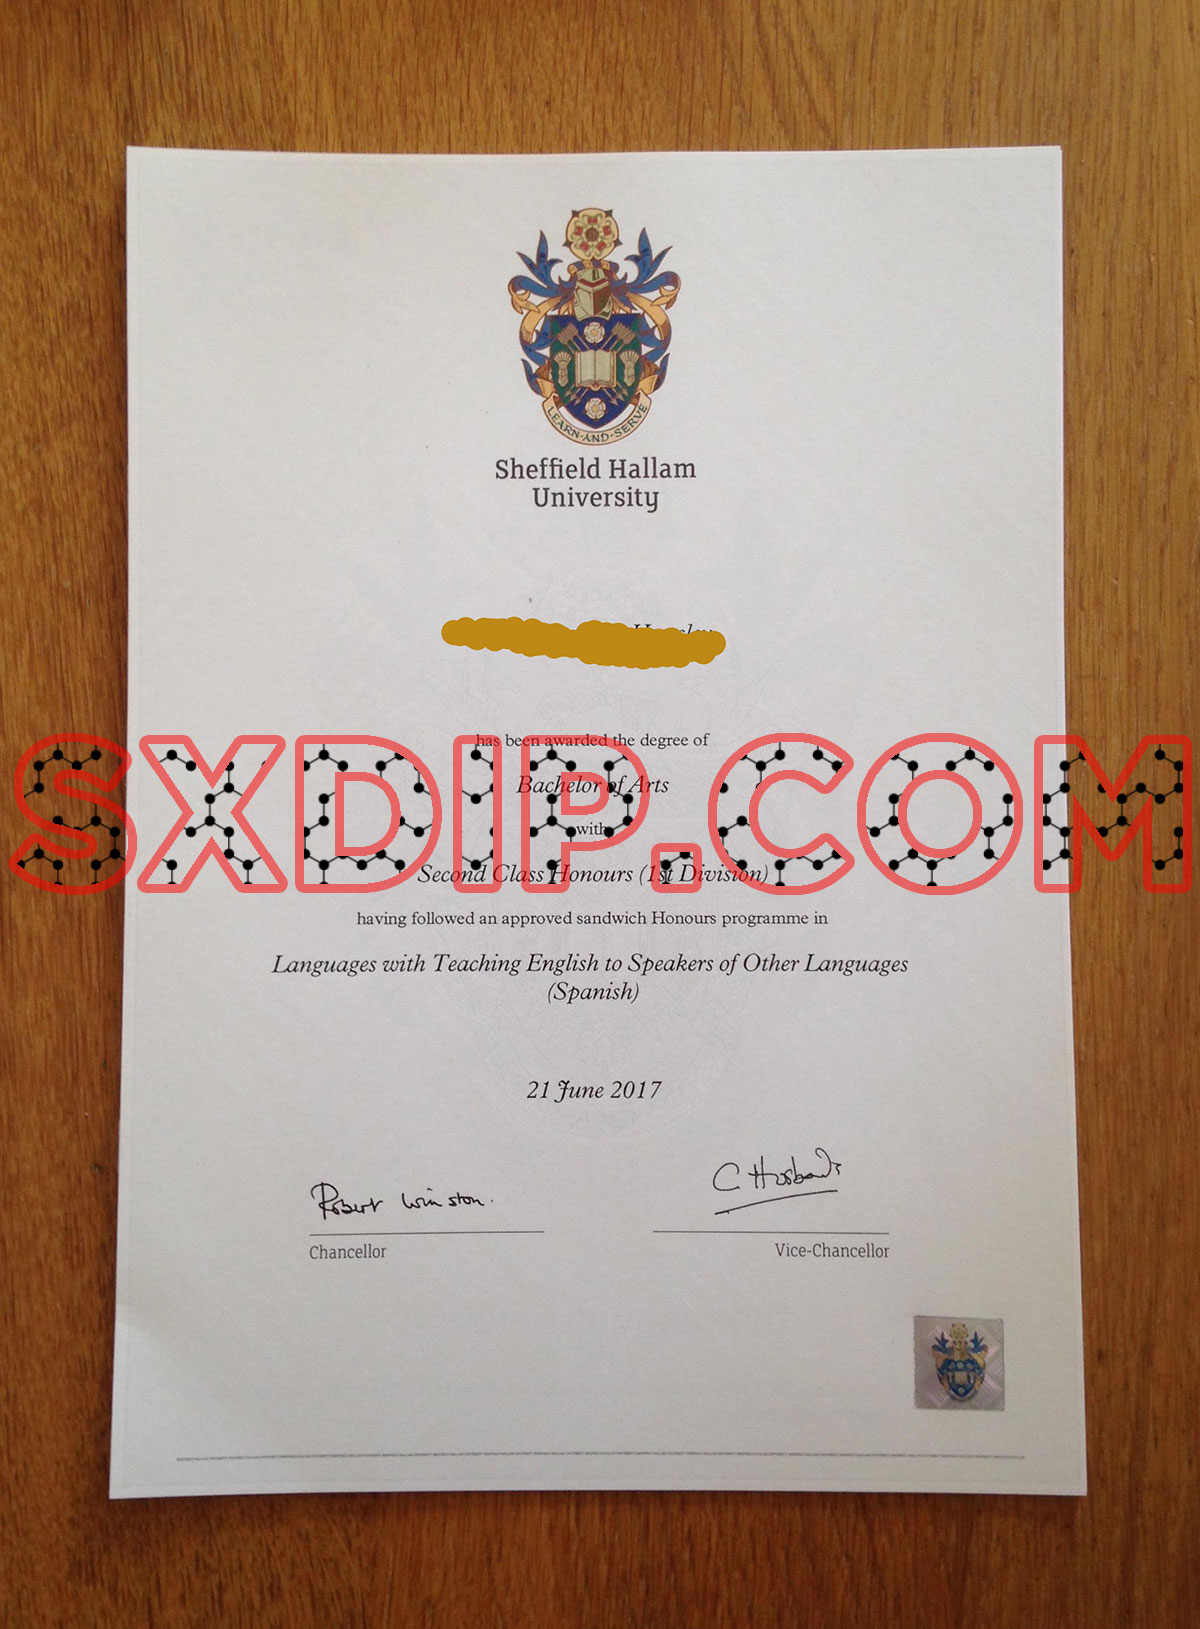 LEARN-AND-SERVE
Sheffield Hallam
University
has been awarded the degree of
Bachelor of Arts
with
SXDIP.COM
Second Class Honours (1st Division)
having followed an approved sandwich Honours programme in
Languages with Teaching English to Speakers of Other Languages
(Spanish)
21 June 2017
Robert Winston.
C Husbands
Chancellor
Vice-Chancellor